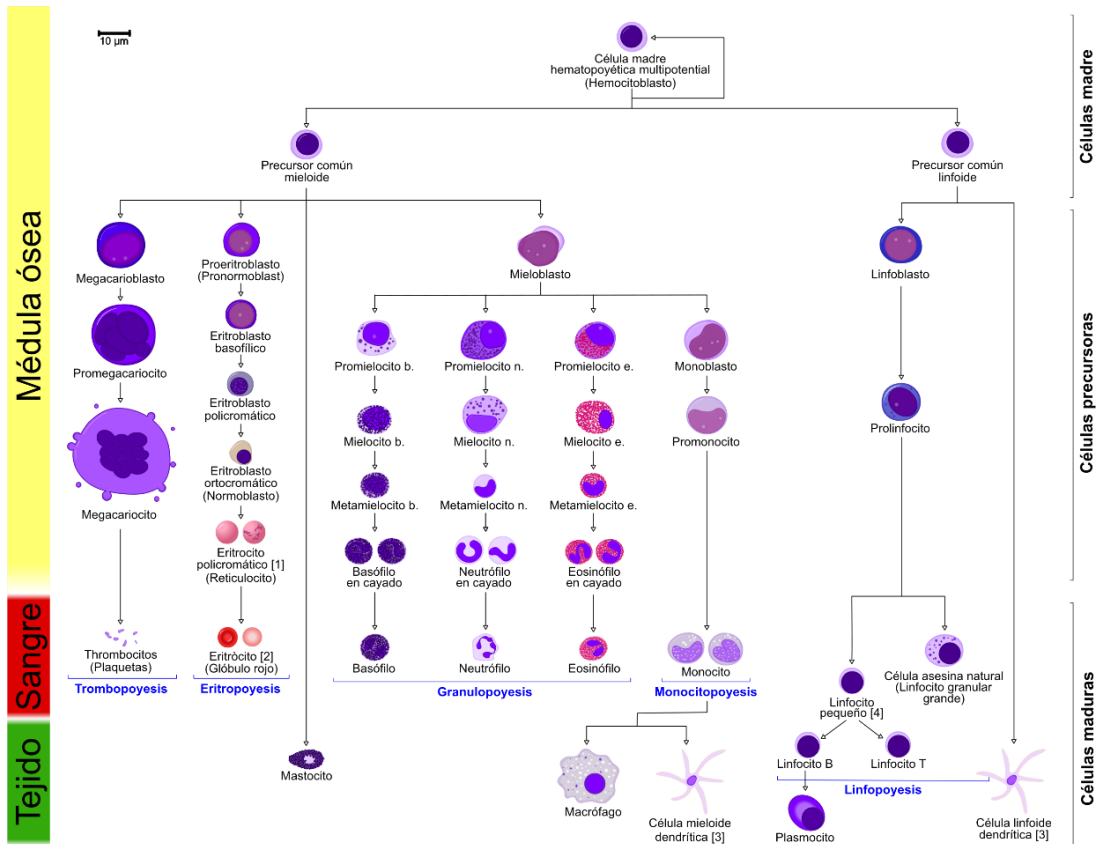 10 µm
Célula madre
hematopoyética multipotential
(Hemocitoblasto)
Precursor común
mieloide
Precursor común
linfoide
Megacarioblasto
Proeritroblasto
(Pronormoblast)
Mieloblasto
Linfoblasto
Eritroblasto
basofílico
Promegacariocito
Promielocito b.
Promielocito n.
Promielocito e.
Monoblasto
Eritroblasto
policromático
Mielocito b.
Mielocito n.
Mielocito e.
Promonocito
Prolinfocito
Eritroblasto
ortocromático
(Normoblasto)
Megacariocito
Metamielocito b.
Metamielocito n.
Metamielocito e.
Eritrocito
policromático [1]
(Reticulocito)
Basófilo
en cayado
Neutrófilo
en cayado
Eosinófilo
en cayado
Thrombocitos
(Plaquetas)
Eritròcito [2]
(Glóbulo rojo)
Basófilo
Neutrófilo
Eosinófilo
Monocito
Célula asesina natural
(Linfocito granular
grande)
Linfocito
pequeño [4]
Trombopoyesis
Eritropoyesis
Granulopoyesis
Monocitopoyesis
Mastocito
Linfocito B
Linfocito T
Linfopoyesis
Macrófago
Célula mieloide
dendrítica [3]
Plasmocito
Célula linfoide
dendrítica [3]
Médula ósea
Sangre
Tejido
Células madre
Células precursoras
Células maduras